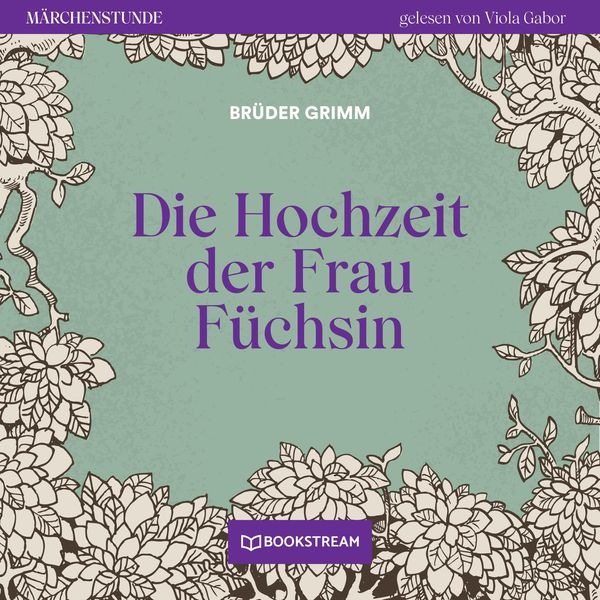 MÄRCHENSTUNDE
gelesen von Viola Gabor
BRÜDER GRIMM
Die Hochzeit
der Frau
Füchsin
BOOKSTREAM